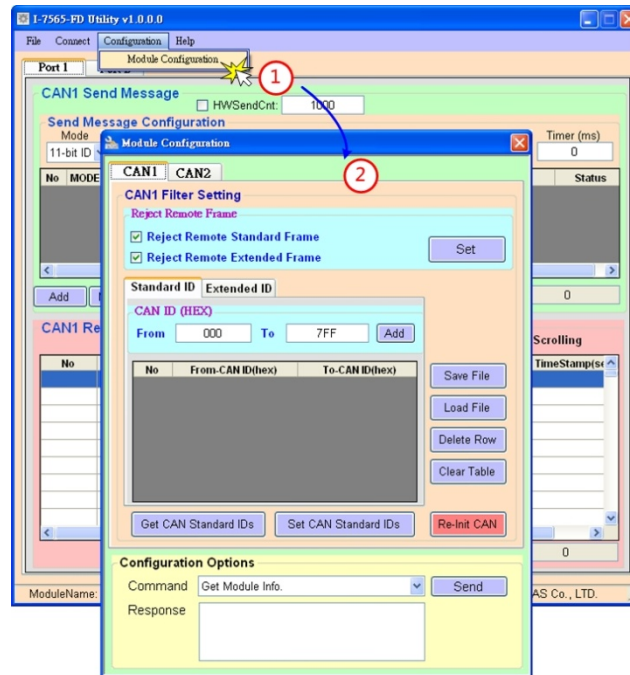 I-7565-FD Utility v1.0.0.0
File Connect Configuration Help
Module Configuration
1
Port 1
CAN1 Send Message
HWSendCnt: 1000
Send Message Configuration
Mode
Timer (ms)
11-bit ID
0
No MODE
Status
Add
0
CAN1 Re
Scrolling
No
TimeStamp(se
0
ModuleName:
AS Co., LTD.
2
Module Configuration
CAN1 CAN2
CAN1 Filter Setting
Reject Remote Frame
Reject Remote Standard Frame
Reject Remote Extended Frame
Set
Standard ID Extended ID
CAN ID (HEX)
From 000 To 7FF Add
No From-CAN ID(hex) To-CAN ID(hex)
Save File
Load File
Delete Row
Clear Table
Get CAN Standard IDs Set CAN Standard IDs Re-Init CAN
Configuration Options
Command Get Module Info. Send
Response